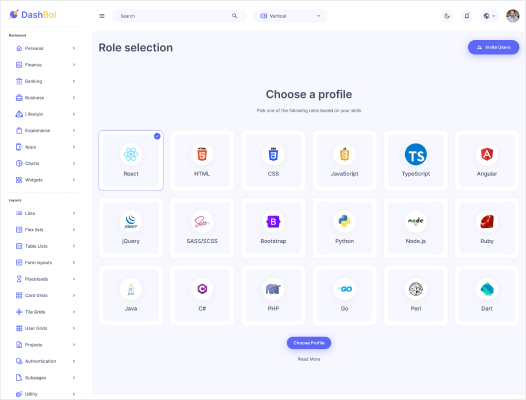 DashBoi
Search
Vertical
Dashboard
Personal
Finance
Banking
Business
Lifestyle
Ecommerce
Apps
Charts
Widgets
Layouts
Lists
Flex lists
Table Lists
Form layouts
Placeloads
Card Grids
Tile Grids
User Grids
Projects
Authentication
Subpages
Utility
Role selection
Invite Users
Choose a profile
Pick one of the following roles based on your skills
React
HTML
CSS
JavaScript
TS
TypeScript
Angular
jQuery
jQuery
Sass
SASS/SCSS
B
Bootstrap
Python
node
Node.js
Ruby
Java
Java
C#
PHP
GO
Go
Perl
Dart
Choose Profile
Read More